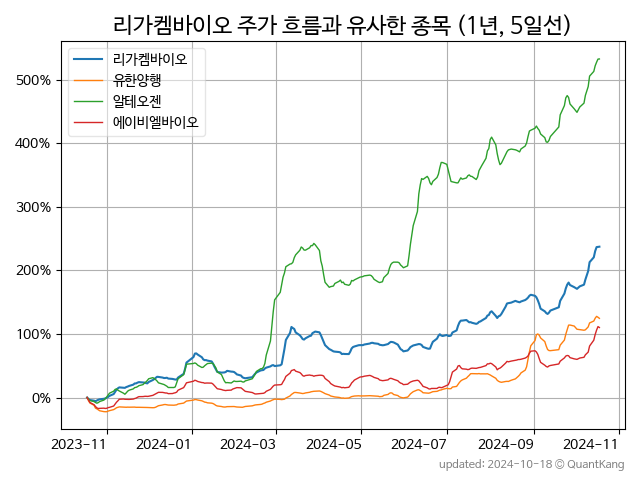 리가켐바이오 주가 흐름과 유사한 종목 (1년, 5일선)
리가켐바이오
유한양행
알테오젠
에이비엘바이오
500%
400%
300%
200%
100%
0%
2023-11 2024-01 2024-03 2024-05 2024-07 2024-09 2024-11
updated: 2024-10-18 © QuantKang